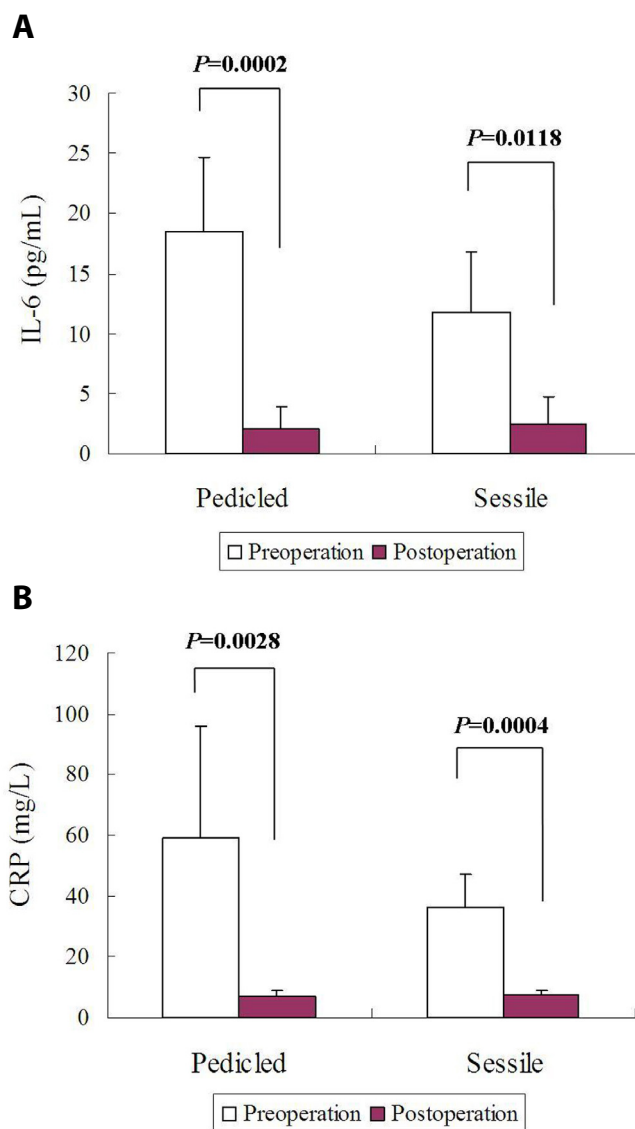 A
P=0.0002
P=0.0118
30
25
20
15
10
5
0
IL-6 (pg/mL)
Pedicled Sessile
Preoperation Postoperation
B
P=0.0028
P=0.0004
120
100
80
60
40
20
0
CRP (mg/L)
Pedicled Sessile
Preoperation Postoperation